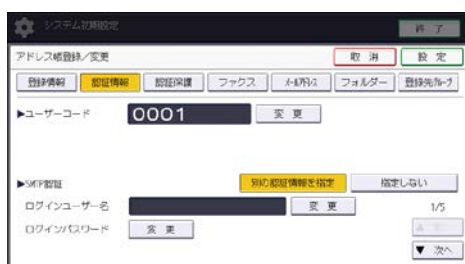 システム初期設定 終 了
アドレス帳登録／変更 取 消 設 定
登録情報 認証情報 認証保護 ファクス ﾒｰﾙｱﾄﾞﾚｽ フォルダー 登録先ｸﾞﾙｰﾌﾟ
▶ユーザーコード 0001 変 更
▶SMTP認証 別の認証情報を指定 指定しない
ログインユーザー名 変 更 1/5
ログインパスワード 変 更
▼ 次へ